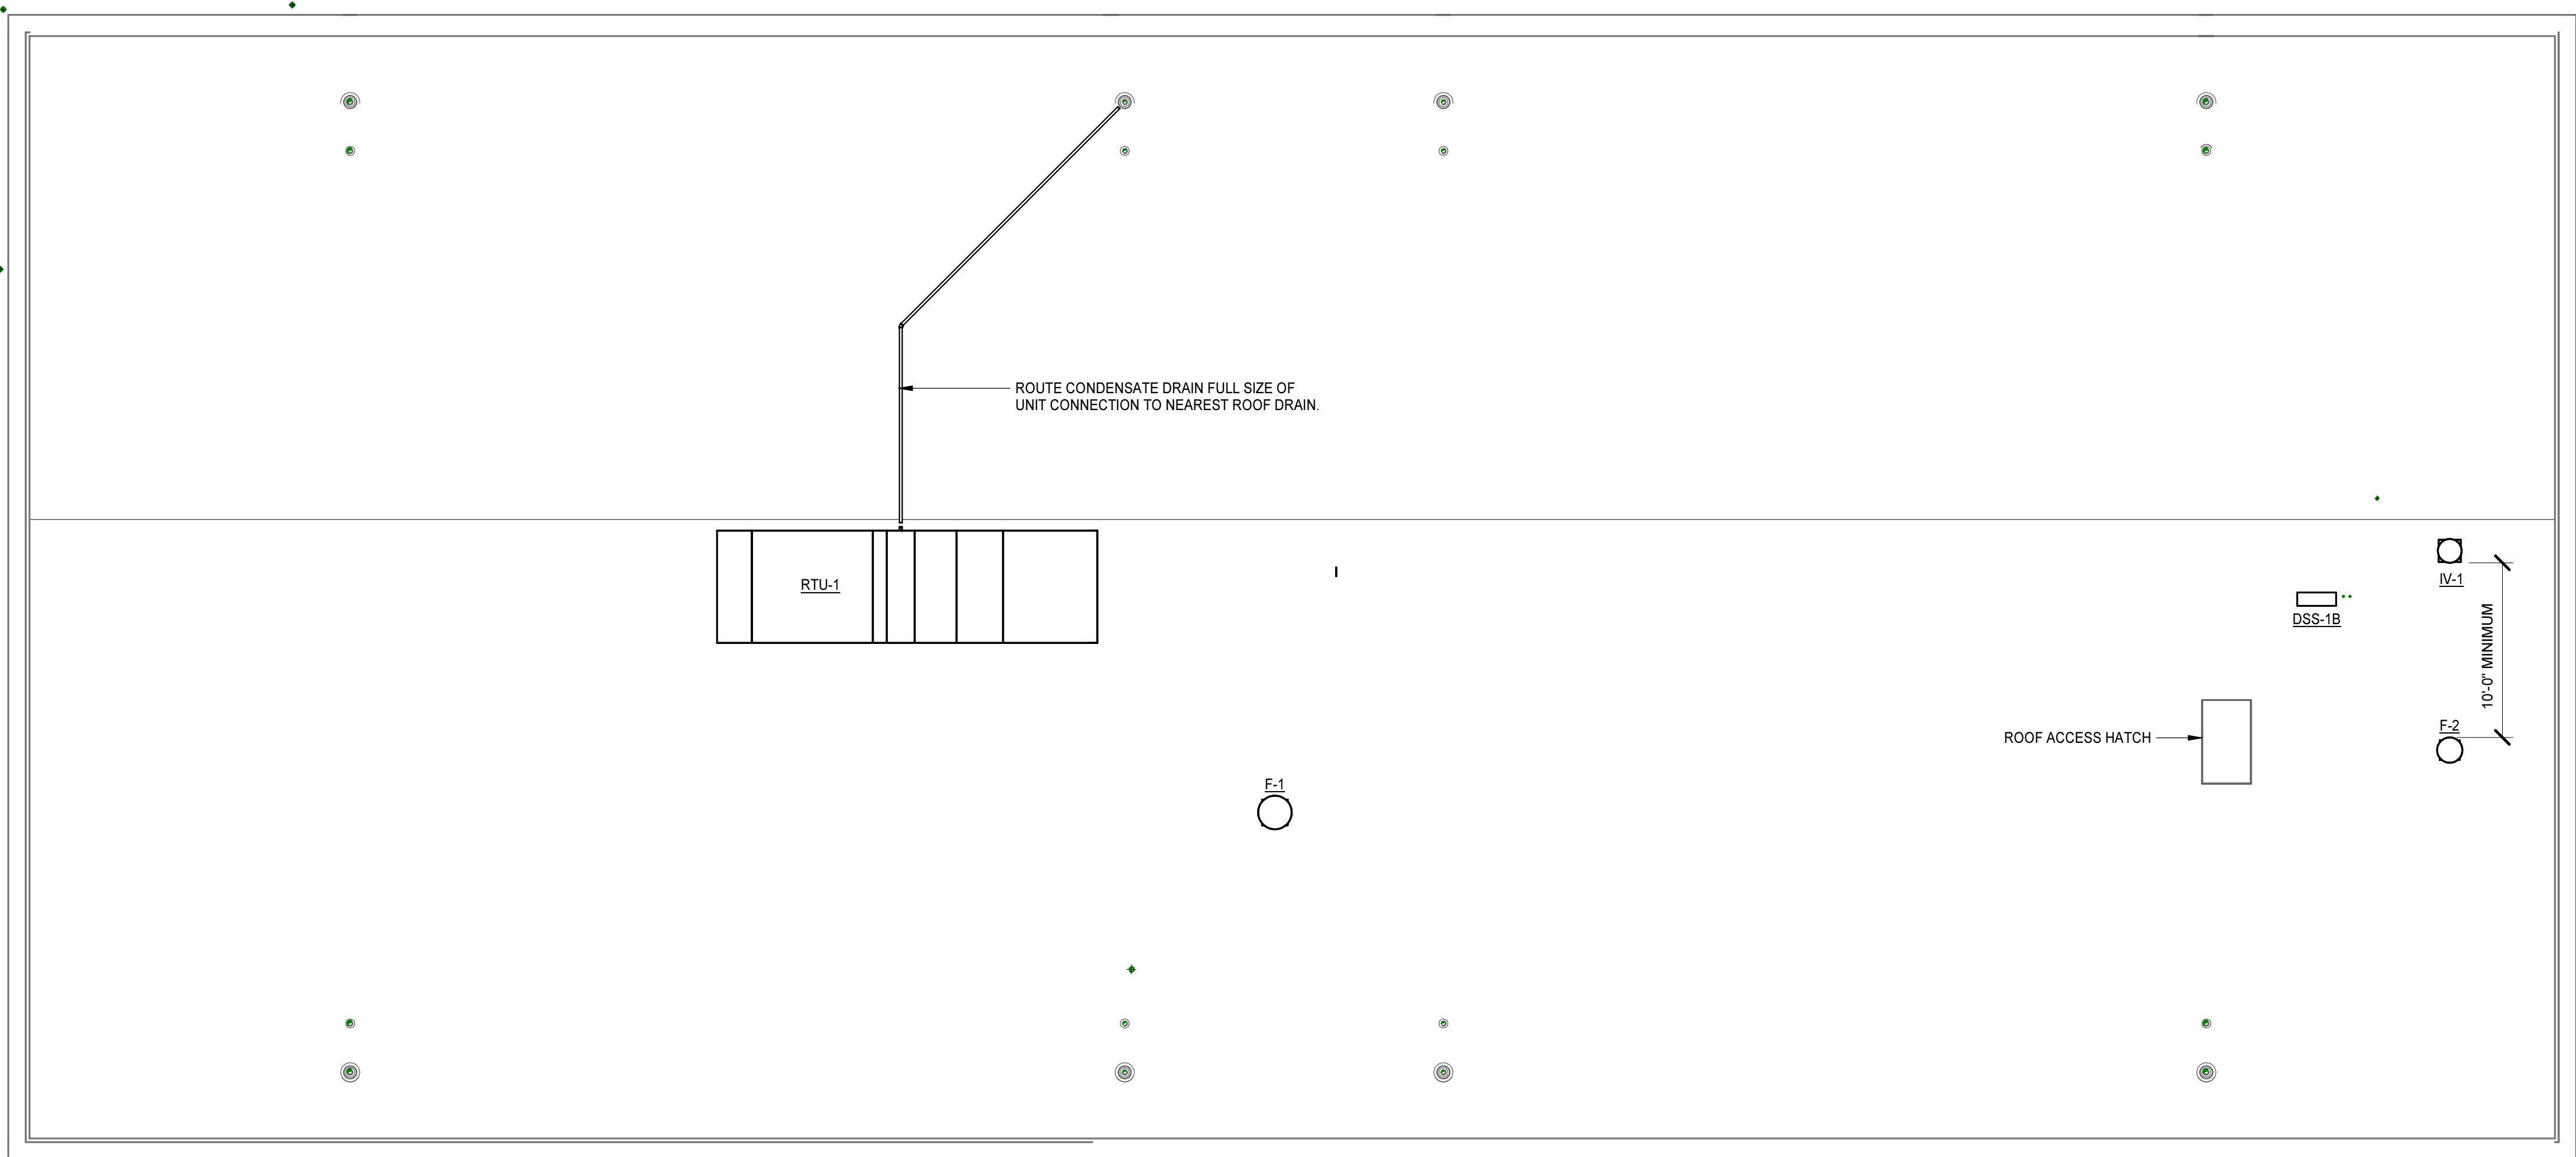 ROUTE CONDENSATE DRAIN FULL SIZE OF
UNIT CONNECTION TO NEAREST ROOF DRAIN.
RTU-1
IV-1
DSS-1B
10'-0" MINIMUM
F-2
ROOF ACCESS HATCH
F-1